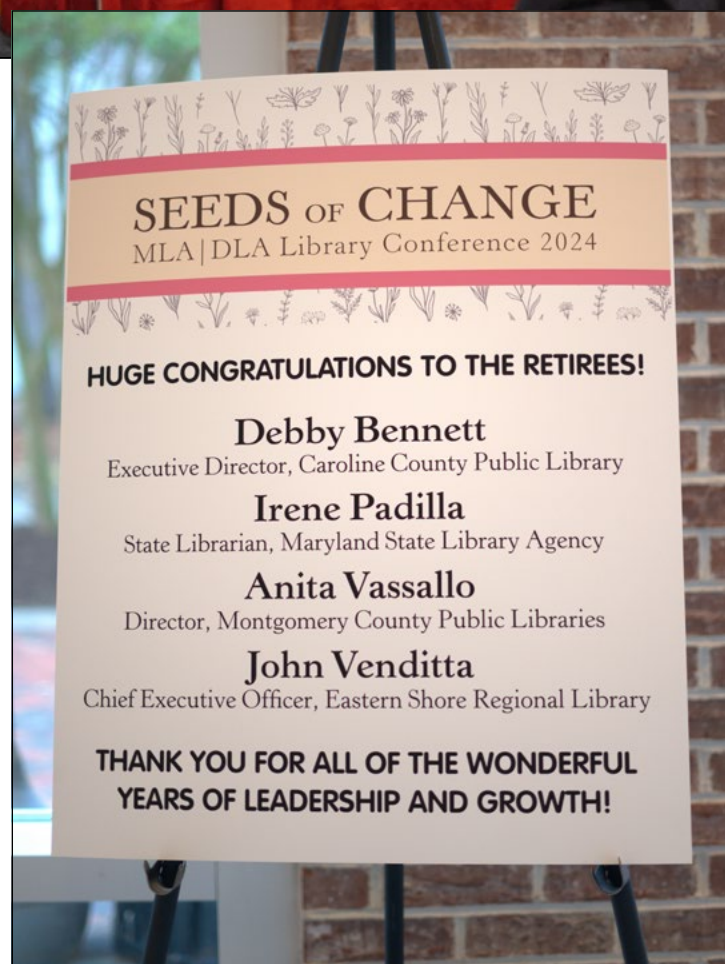 SEEDS OF CHANGE
MLA|DLA Library Conference 2024
HUGE CONGRATULATIONS TO THE RETIREES!
Debby Bennett
Executive Director, Caroline County Public Library
Irene Padilla
State Librarian, Maryland State Library Agency
Anita Vassallo
Director, Montgomery County Public Libraries
John Venditta
Chief Executive Officer, Eastern Shore Regional Library
THANK YOU FOR ALL OF THE WONDERFUL
YEARS OF LEADERSHIP AND GROWTH!